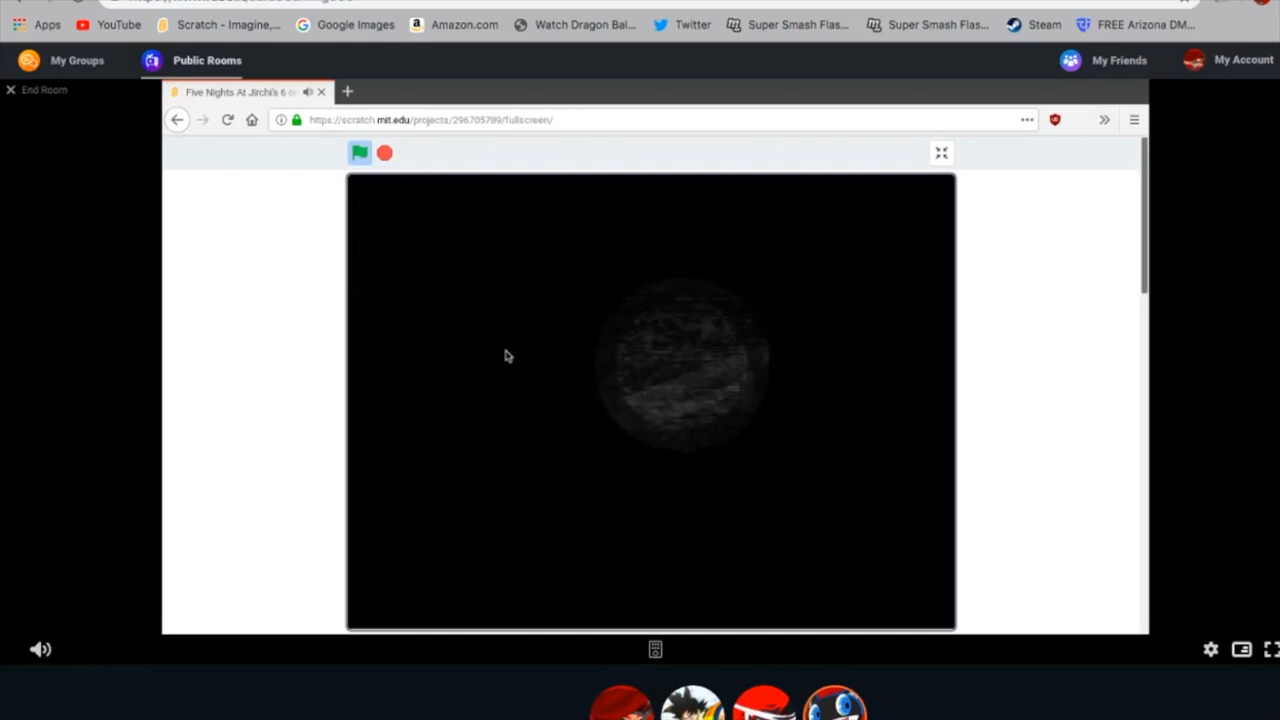 Apps YouTube Scratch - Imagine,... Google Images Amazon.com Watch Dragon Bal... Twitter Super Smash Flas... Super Smash Flas... Steam FREE Arizona DM...
My Groups Public Rooms My Friends My Account
End Room
Five Nights At Jirchi's 6 on
https://scratch.mit.edu/projects/296705789/fullscreen/